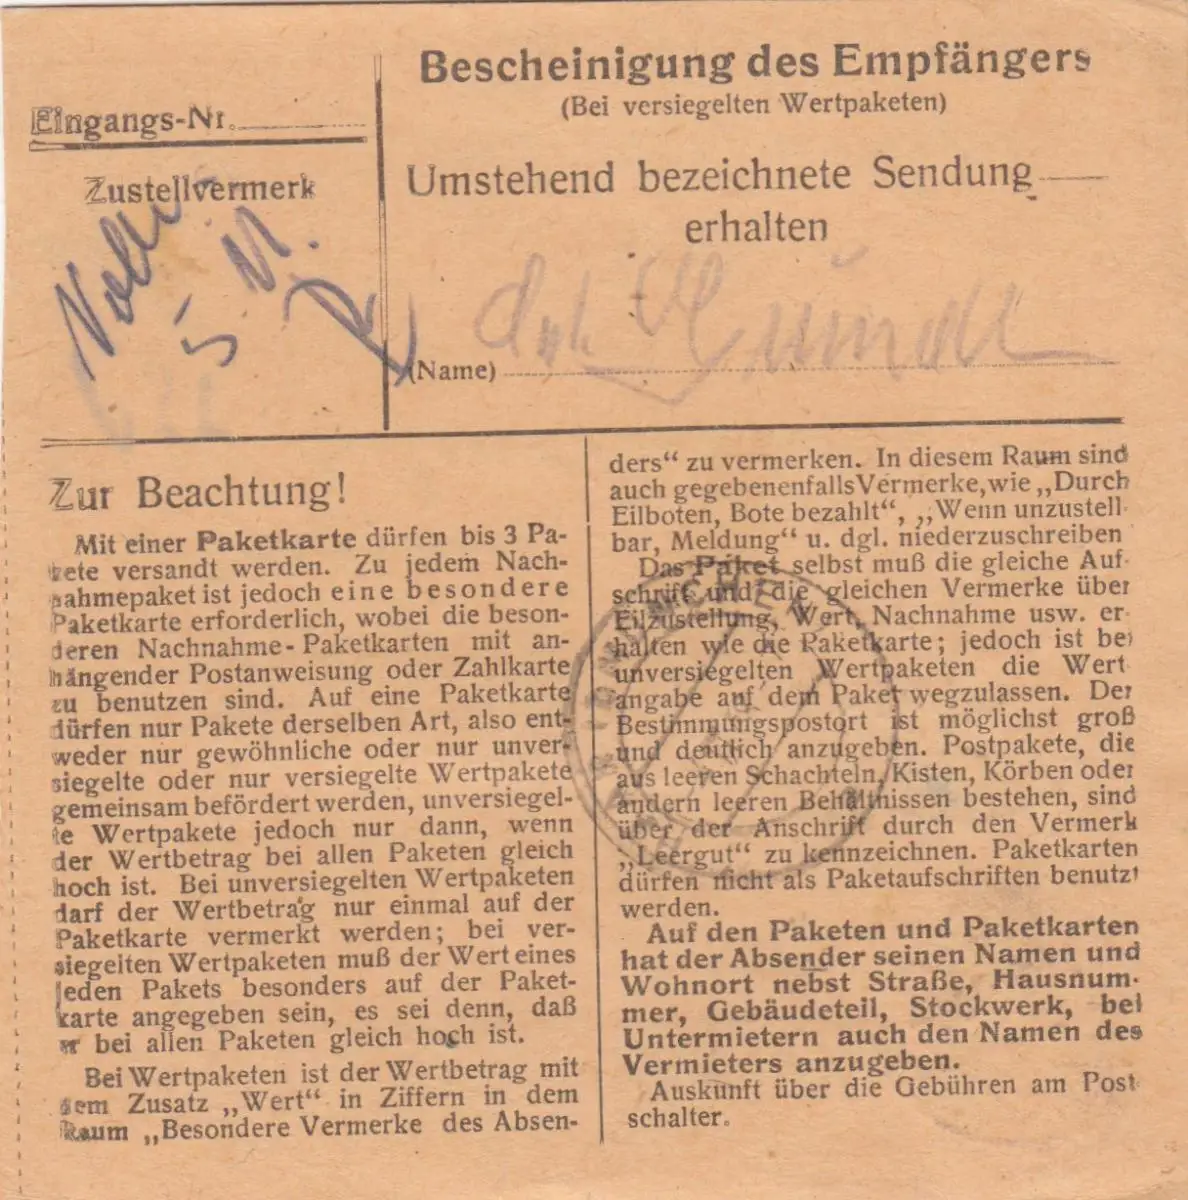 Eingangs-Nr.
Zustellvermerk
Bescheinigung des Empfängers
(Bei versiegelten Wertpaketen)
Umstehend bezeichnete Sendung
erhalten
(Name)
Zur Beachtung!
Mit einer Paketkarte dürfen bis 3 Pa-
kete versandt werden. Zu jedem Nach-
nahmepaket ist jedoch eine besondere
Paketkarte erforderlich, wobei die beson-
deren Nachnahme-Paketkarten mit an-
hängender Postanweisung oder Zahlkarte
zu benutzen sind. Auf eine Paketkarte
dürfen nur Pakete derselben Art, also ent-
weder nur gewöhnliche oder nur unver-
siegelte oder nur versiegelte Wertpakete
gemeinsam befördert werden, unversiegel-
te Wertpakete jedoch nur dann, wenn
der Wertbetrag bei allen Paketen gleich
hoch ist. Bei unversiegelten Wertpaketen
darf der Wertbetrag nur einmal auf der
Paketkarte vermerkt werden; bei ver-
siegelten Wertpaketen muß der Wert eines
jeden Pakets besonders auf der Paket-
karte angegeben sein, es sei denn, daß
er bei allen Paketen gleich hoch ist.
Bei Wertpaketen ist der Wertbetrag mit
dem Zusatz „Wert“ in Ziffern in dem
Raum „Besondere Vermerke des Absen-
ders“ zu vermerken. In diesem Raum sind
auch gegebenenfalls Vermerke, wie „Durch
Eilboten, Bote bezahlt“, „Wenn unzustell-
bar, Meldung“ u. dgl. niederzuschreiben
Das Paket selbst muß die gleiche Auf-
schrift und die gleichen Vermerke über
Eilzustellung, Wert, Nachnahme usw. er-
halten wie die Paketkarte; jedoch ist bei
unversiegelten Wertpaketen die Wert-
angabe auf dem Paket wegzulassen. Der
Bestimmungspostort ist möglichst groß
und deutlich anzugeben. Postpakete, die
aus leeren Schachteln, Kisten, Körben oder
andern leeren Behältnissen bestehen, sind
über der Anschrift durch den Vermerk
„Leergut“ zu kennzeichnen. Paketkarten
dürfen nicht als Paketaufschriften benutzt
werden.
Auf den Paketen und Paketkarten
hat der Absender seinen Namen und
Wohnort nebst Straße, Hausnum-
mer, Gebäudeteil, Stockwerk, bei
Untermietern auch den Namen des
Vermieters anzugeben.
Auskunft über die Gebühren am Post-
schalter.